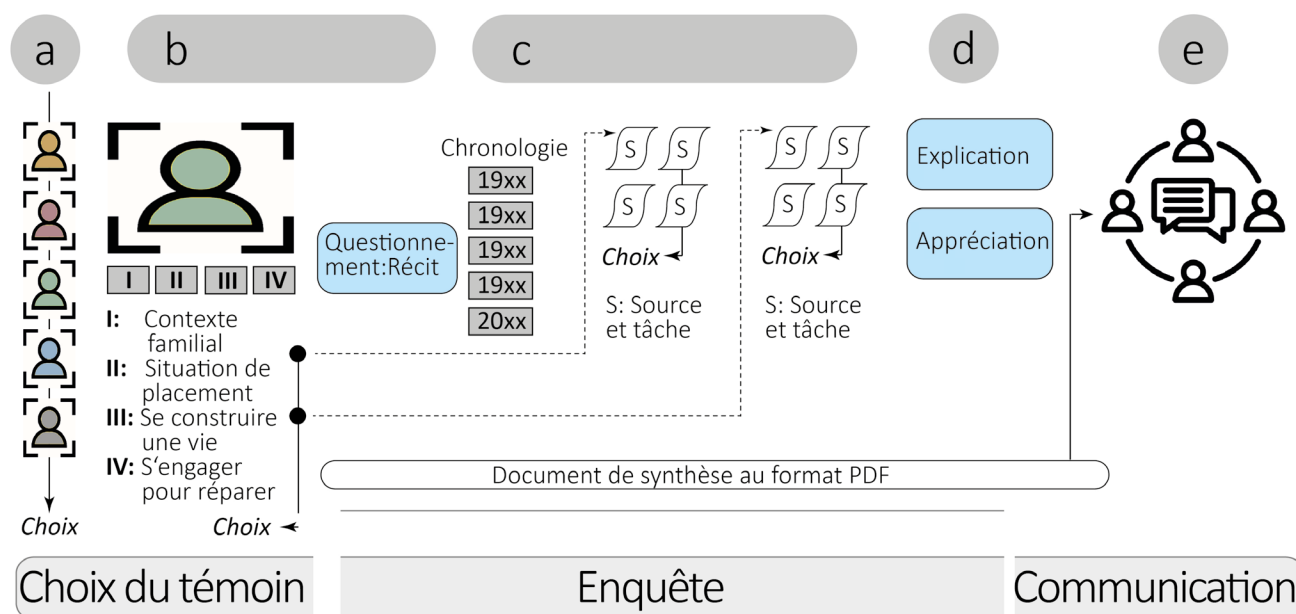 a
b
c
d
e
Choix
I
II
III
IV
I: Contexte
familial
II: Situation de
placement
III: Se construire
une vie
IV: S‘engager
pour réparer
Choix
Questionne-
ment:Récit
Chronologie
19xx
19xx
19xx
19xx
20xx
S
S
S
S
Choix
S: Source
et tâche
S
S
S
S
Choix
S: Source
et tâche
Explication
Appréciation
Document de synthèse au format PDF
Choix du témoin
Enquête
Communication